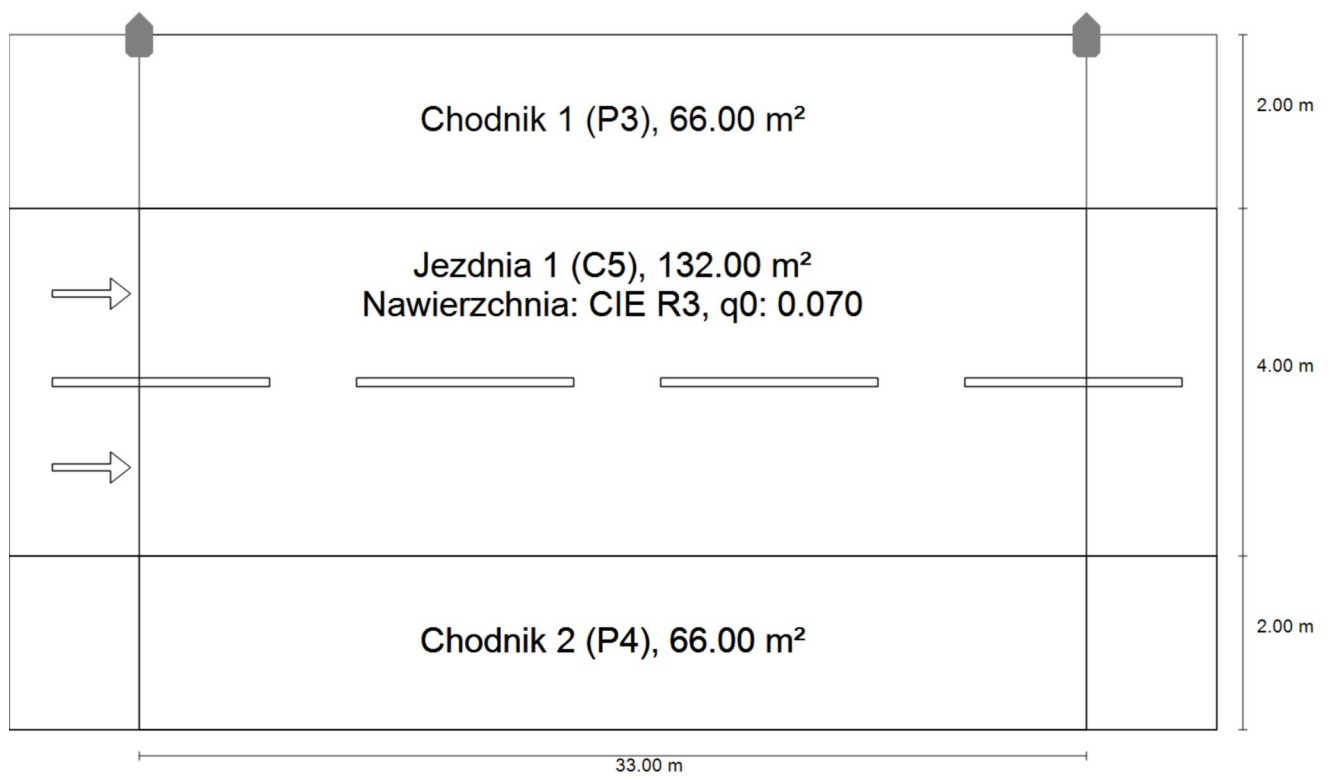 Chodnik 1 (P3), 66.00 m²
2.00 m
Jezdnia 1 (C5), 132.00 m²
Nawierzchnia: CIE R3, q0: 0.070
4.00 m
Chodnik 2 (P4), 66.00 m²
2.00 m
33.00 m